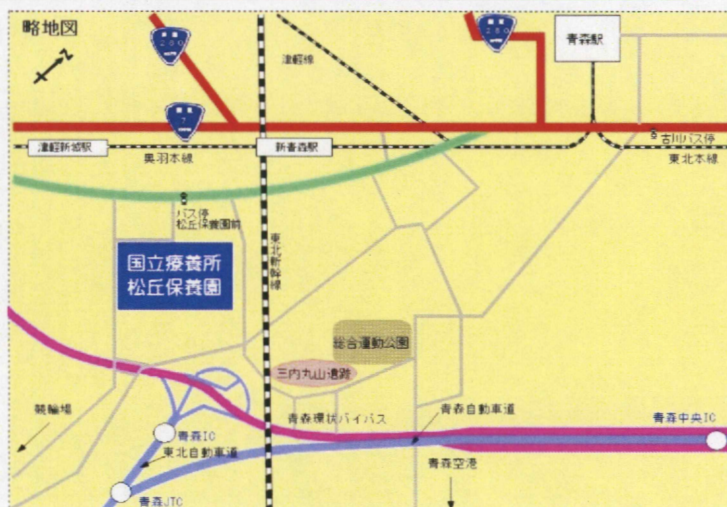 略地図
N
280
280
青森駅
津軽線
7
津軽新城駅
奥羽本線
新青森駅
古川バス停
東北本線
バス停
松丘保養園前
国立療養所
松丘保養園
東北新幹線
総合運動公園
三内丸山遺跡
競輪場
青森環状バイパス
青森自動車道
青森中央IC
青森IC
東北自動車道
青森空港
青森JTC